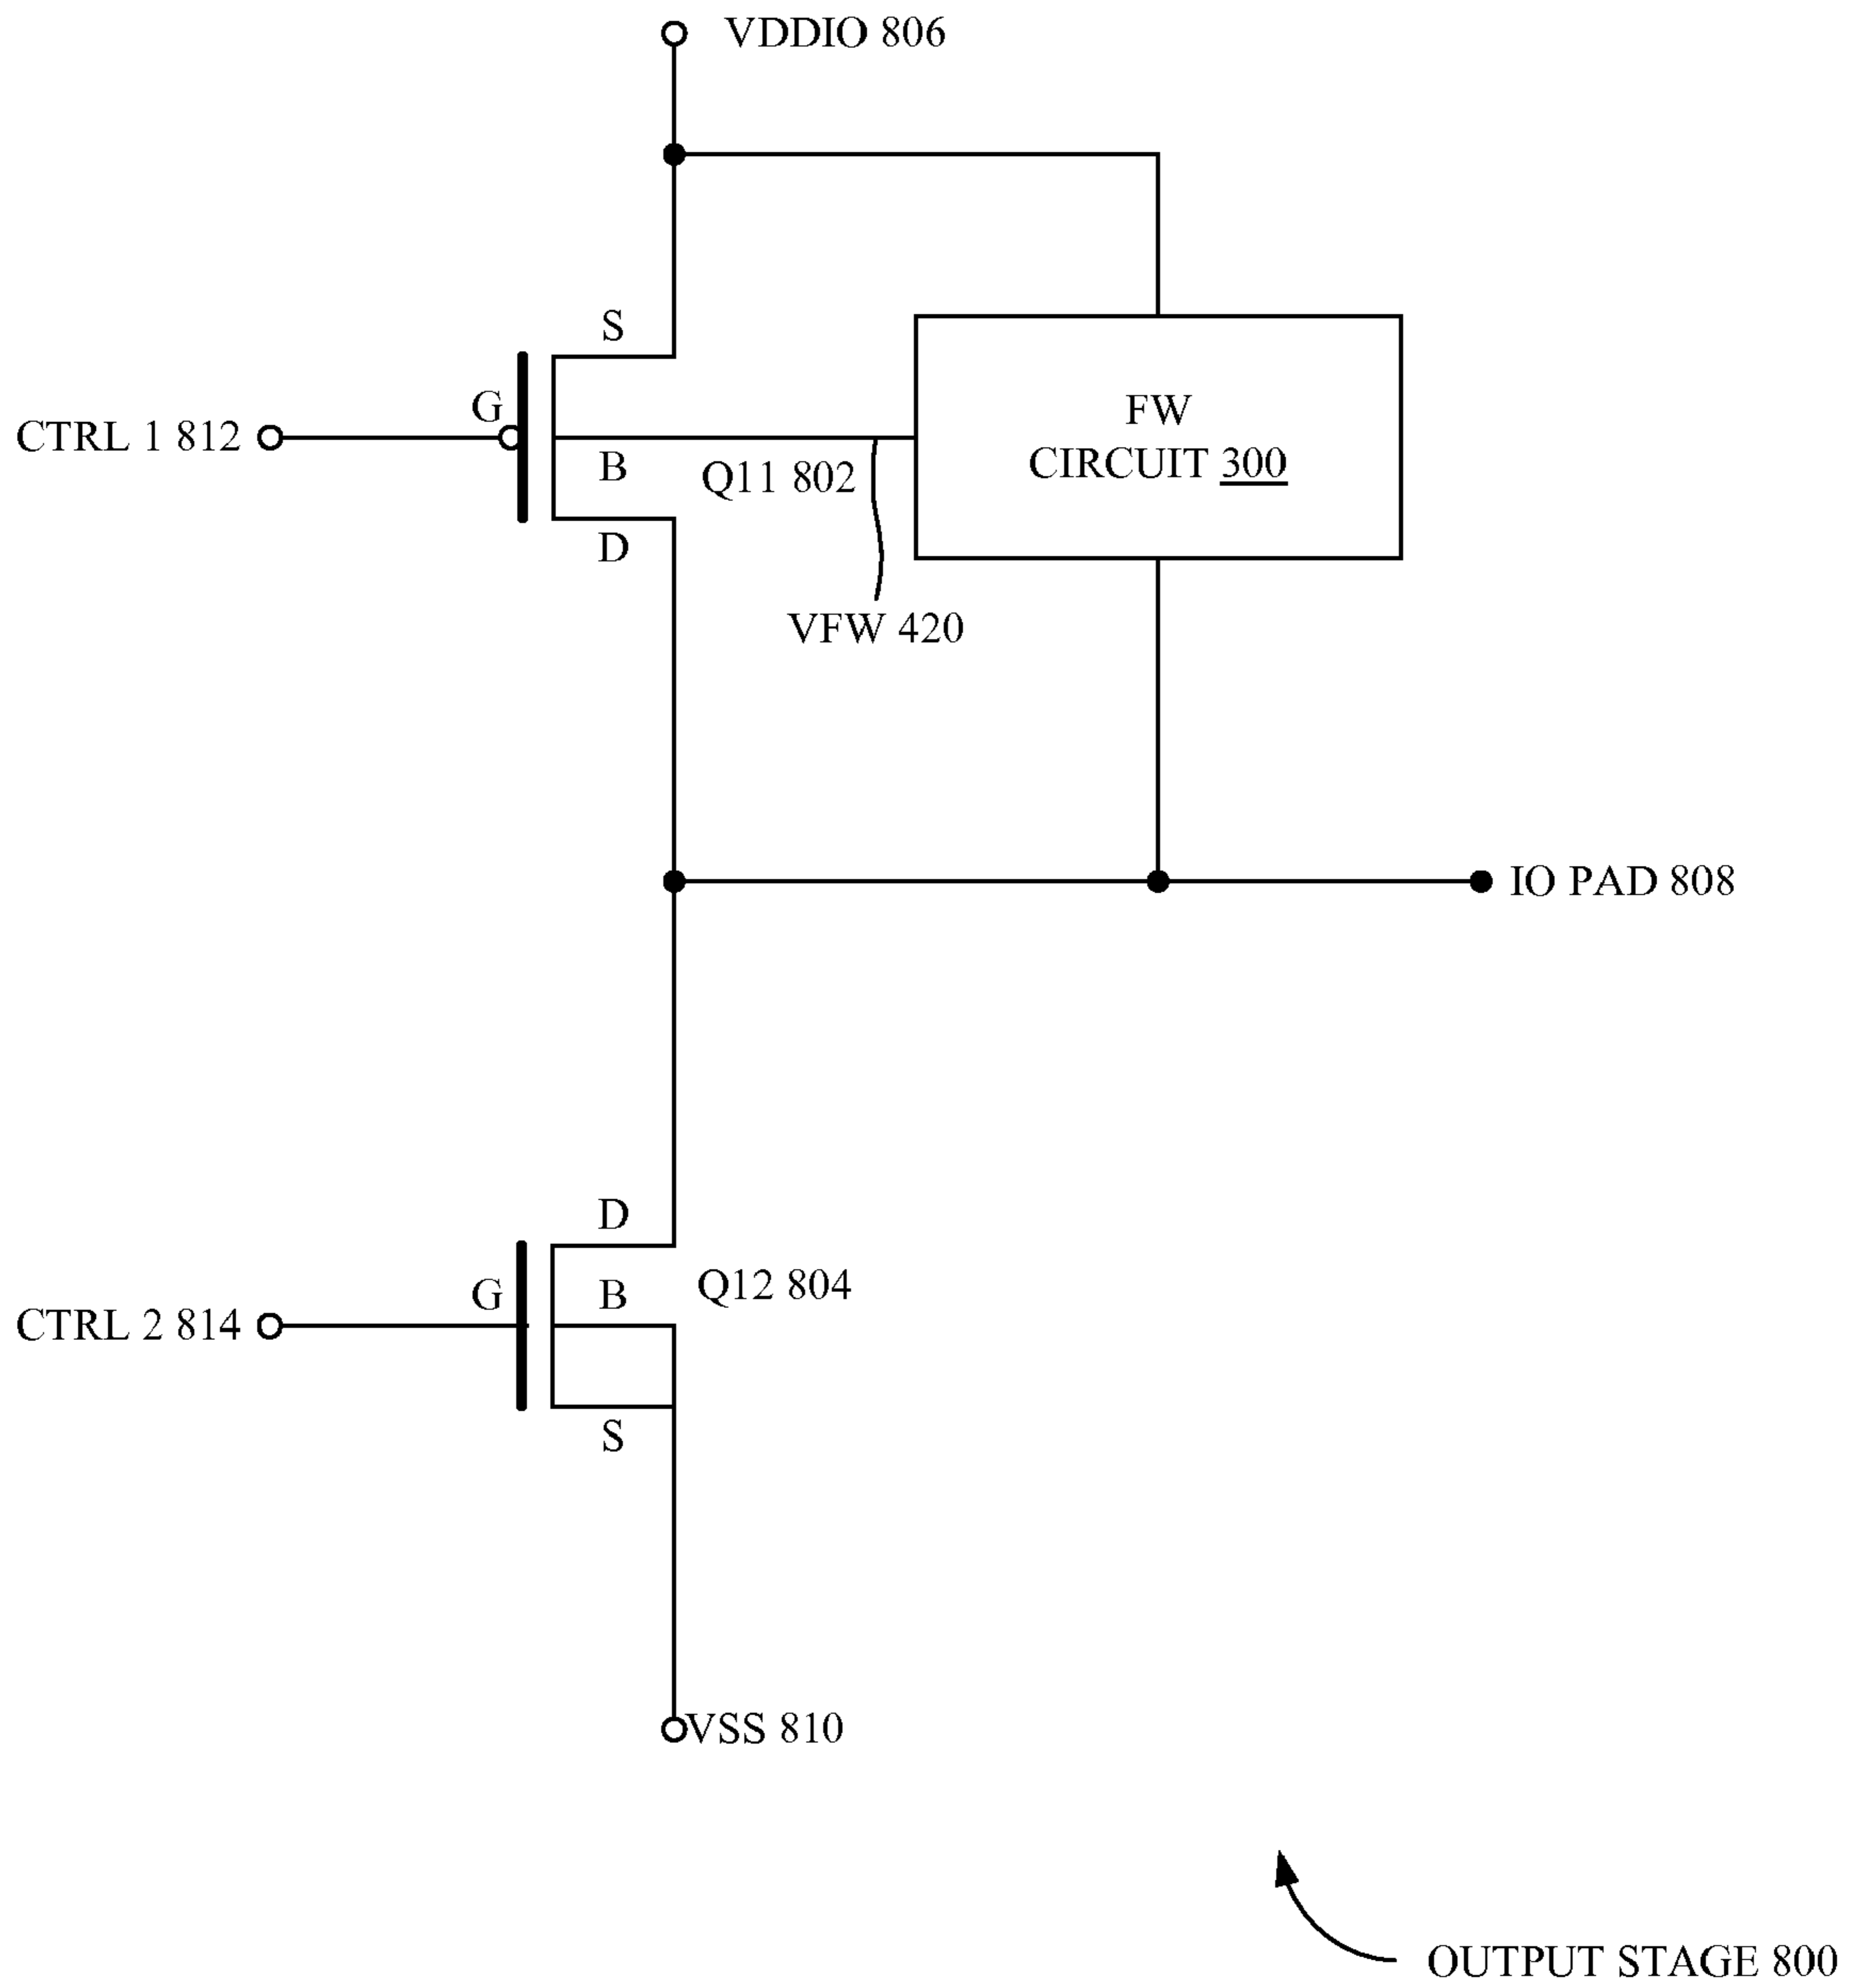 VDDIO 806
S
G
CTRL 1 812
B
Q11 802
D
FW
CIRCUIT 300
VFW 420
IO PAD 808
D
G
B
Q12 804
CTRL 2 814
S
VSS 810
OUTPUT STAGE 800